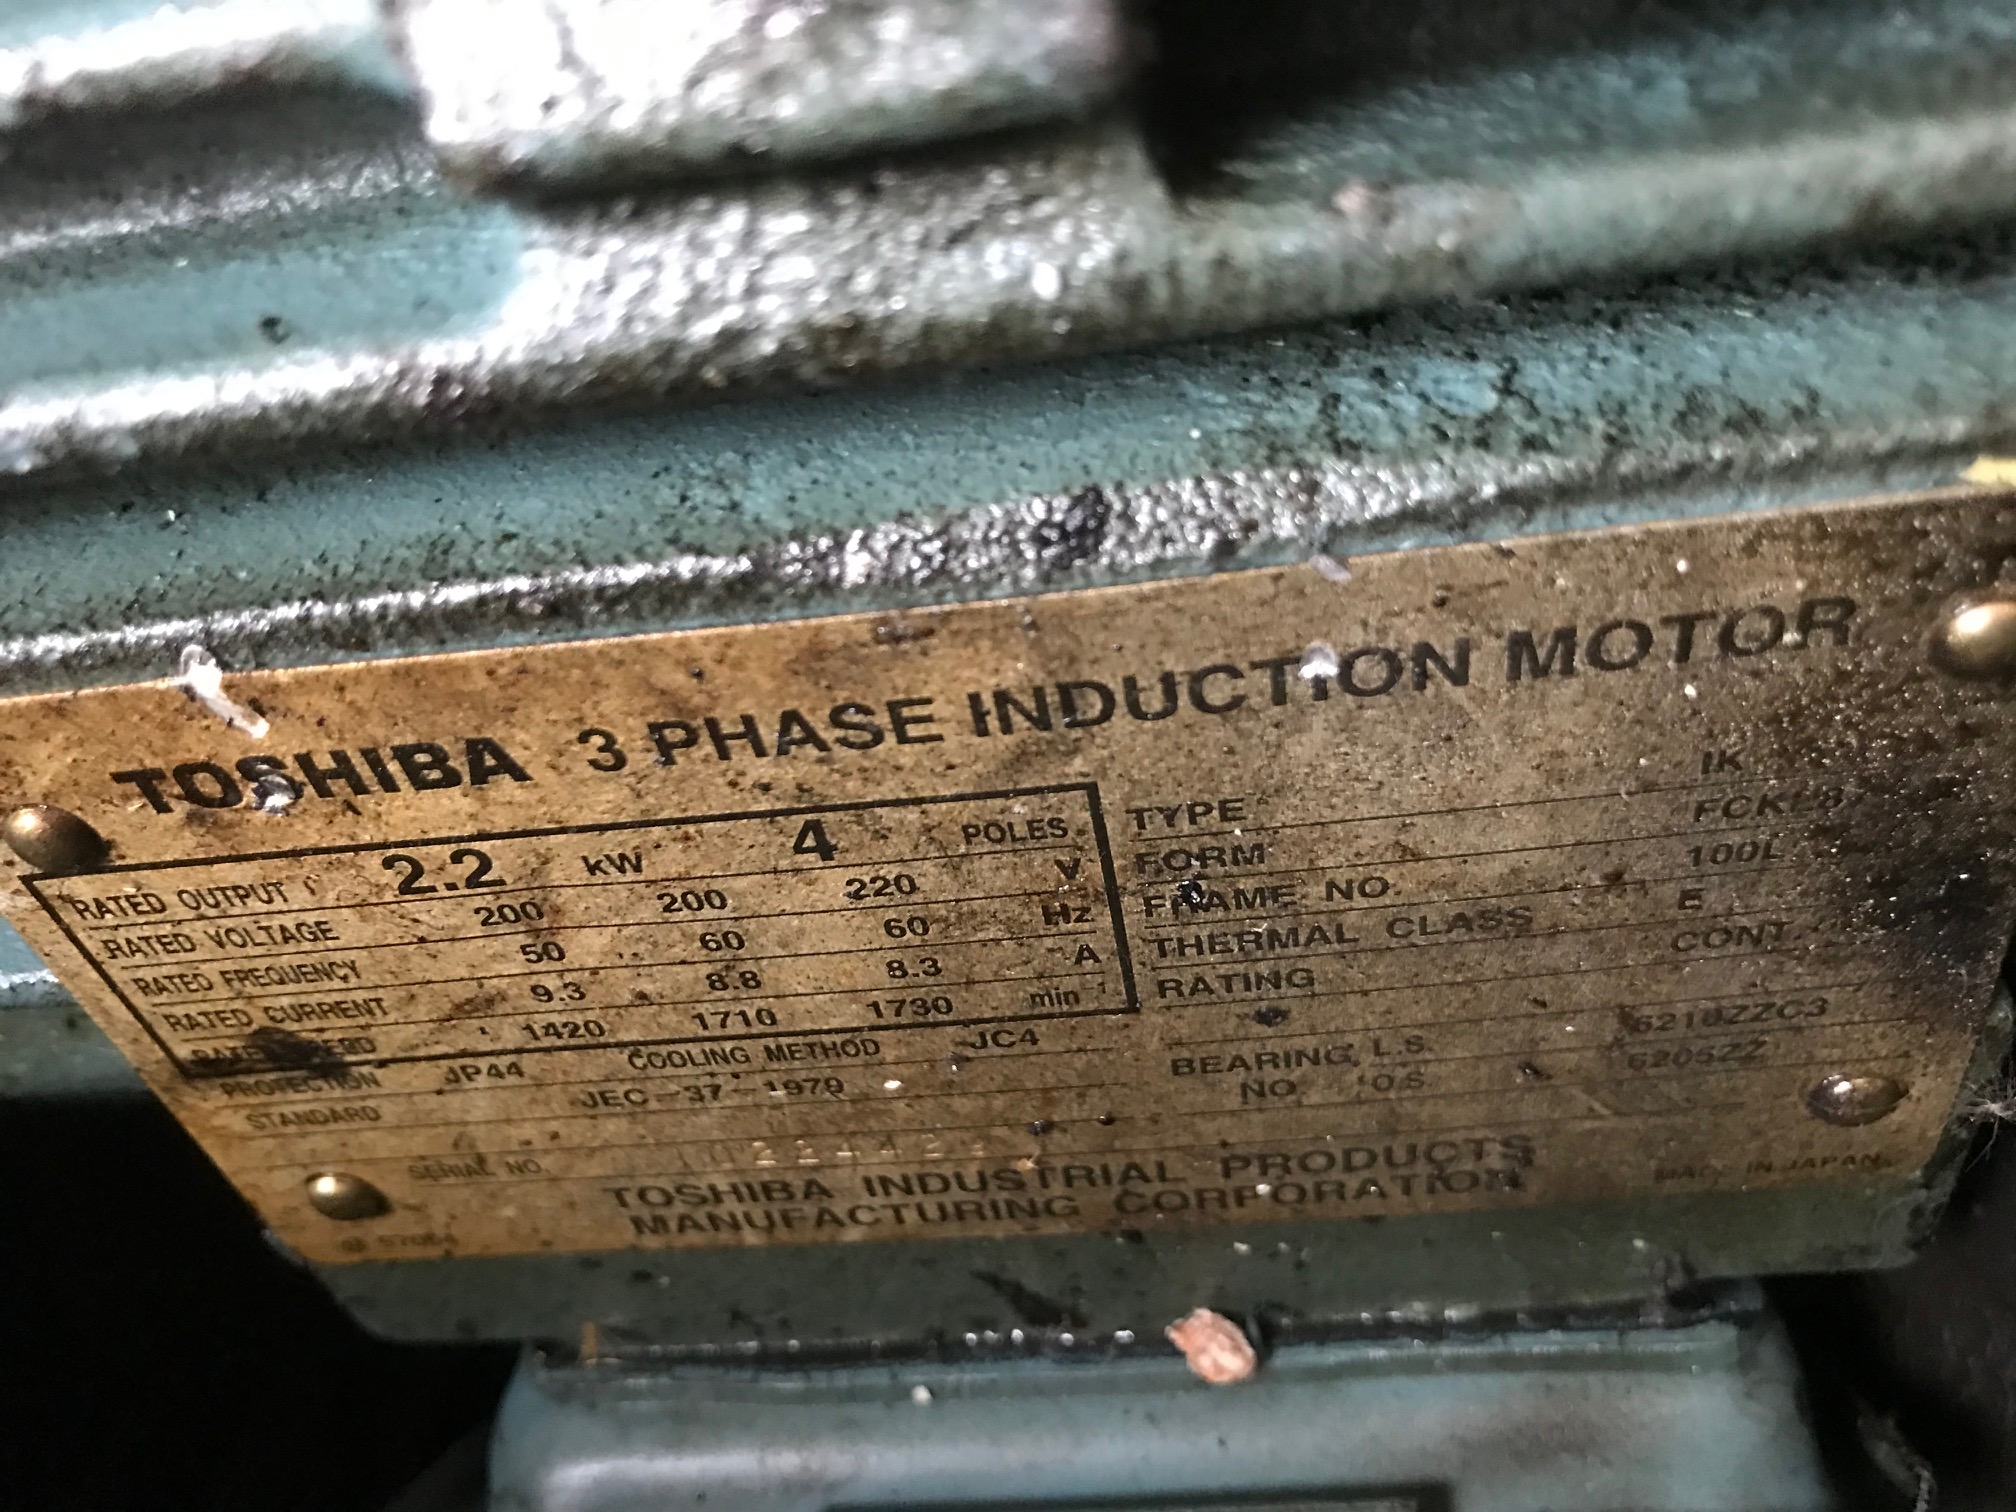 TOSHIBA 3 PHASE INDUCTION MOTOR
RATED OUTPUT 2.2 kW 4 POLES
RATED VOLTAGE 200 200 220 V
RATED FREQUENCY 50 60 60 Hz
RATED CURRENT 9.3 8.8 8.3 A
1420 1710 1730 min⁻¹
PROTECTION JP44 COOLING METHOD JC4
STANDARD JEC-37-1979
SERIAL NO.
TYPE IK
FORM
FRAME NO. 100L
THERMAL CLASS E
RATING CONT.
BEARING L.S.
NO. O.S. 6205ZZ
TOSHIBA INDUSTRIAL PRODUCTS
MANUFACTURING CORPORATION
MADE IN JAPAN